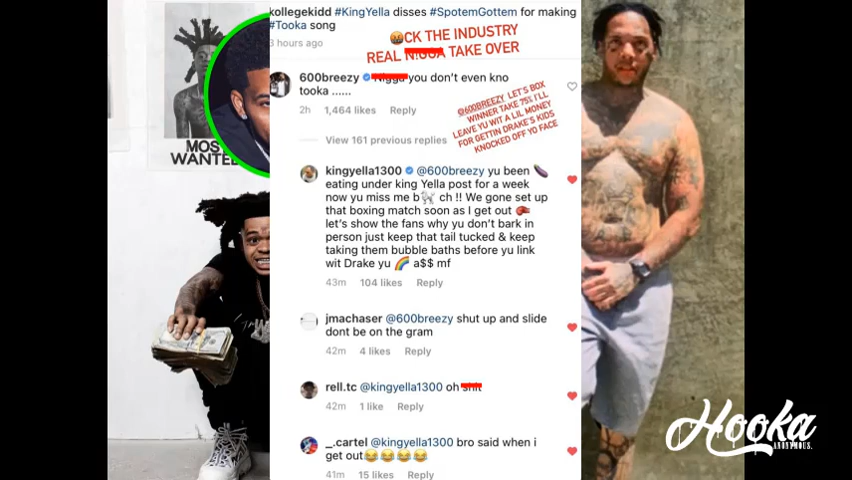 kollegekidd #KingYella disses #SpotemGottem for making
#Tooka song
3 hours ago
🤬CK THE INDUSTRY
REAL N!GGA TAKE OVER
600breezy Nigga you don't even kno
tooka ......
2h 1,464 likes Reply
@600BREEZY LET'S BOX
WINNER TAKE 75% I'LL
LEAVE YU WIT A LIL MONEY
FOR GETTIN DRAKE'S KIDS
KNOCKED OFF YO FACE
View 161 previous replies
kingyella1300 @600breezy yu been 🍆
eating under king Yella post for a week
now yu miss me b🐩ch !! We gone set up
that boxing match soon as I get out 🥊
let's show the fans why yu don't bark in
person just keep that tail tucked & keep
taking them bubble baths before yu link
wit Drake yu 🌈 a$$ mf
43m 104 likes Reply
jmachaser @600breezy shut up and slide
dont be on the gram
42m 4 likes Reply
rell.tc @kingyella1300 oh shit
42m 1 like Reply
_.cartel @kingyella1300 bro said when i
get out😂😂😂😂
41m 15 likes Reply
MOST
WANTE
Hooka
ANONYMOUS.